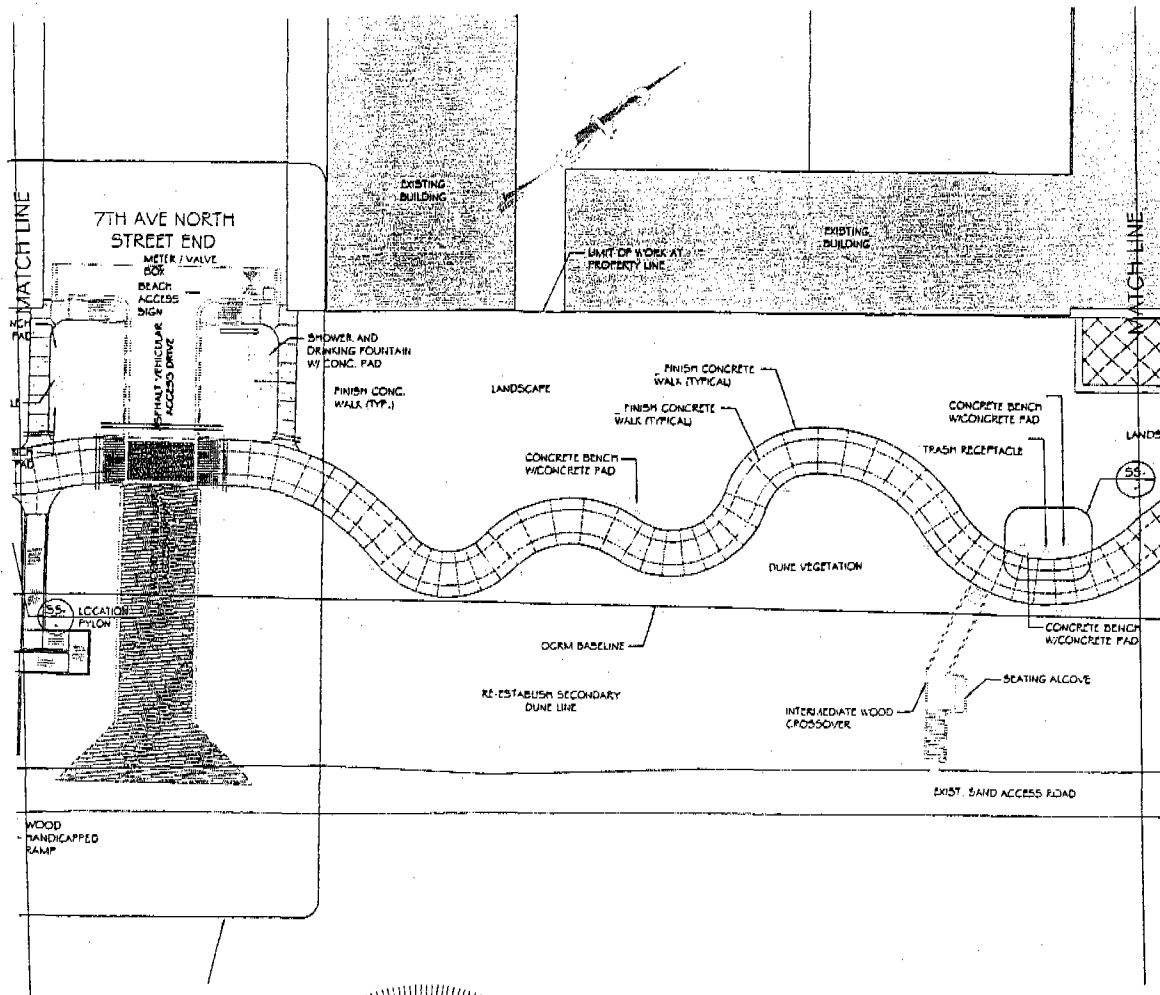 MATCH LINE
7TH AVE NORTH
STREET END
METER / VALVE
BOX
BEACH
ACCESS
SIGN
ASPHALT VEHICULAR
ACCESS DRIVE
EXISTING
BUILDING
EXISTING
BUILDING
MATCH LINE
LIMIT OF WORK AT
PROPERTY LINE
SHOWER AND
DRINKING FOUNTAIN
W/ CONC. PAD
FINISH CONC.
WALK (TYP.)
LANDSCAPE
FINISH CONCRETE
WALK (TYPICAL)
FINISH CONCRETE
WALK (TYPICAL)
CONCRETE BENCH
W/CONCRETE PAD
CONCRETE BENCH
W/CONCRETE PAD
TRASH RECEPTACLE
LANDS
SS-
PAD
PAD
DUNE VEGETATION
SS-
LOCATION
PYLON
OCRM BASELINE
CONCRETE BENCH
W/CONCRETE PAD
RE-ESTABLISH SECONDARY
DUNE LINE
SEATING ALCOVE
INTERMEDIATE WOOD
CROSSOVER
EXIST. SAND ACCESS ROAD
WOOD
HANDICAPPED
RAMP